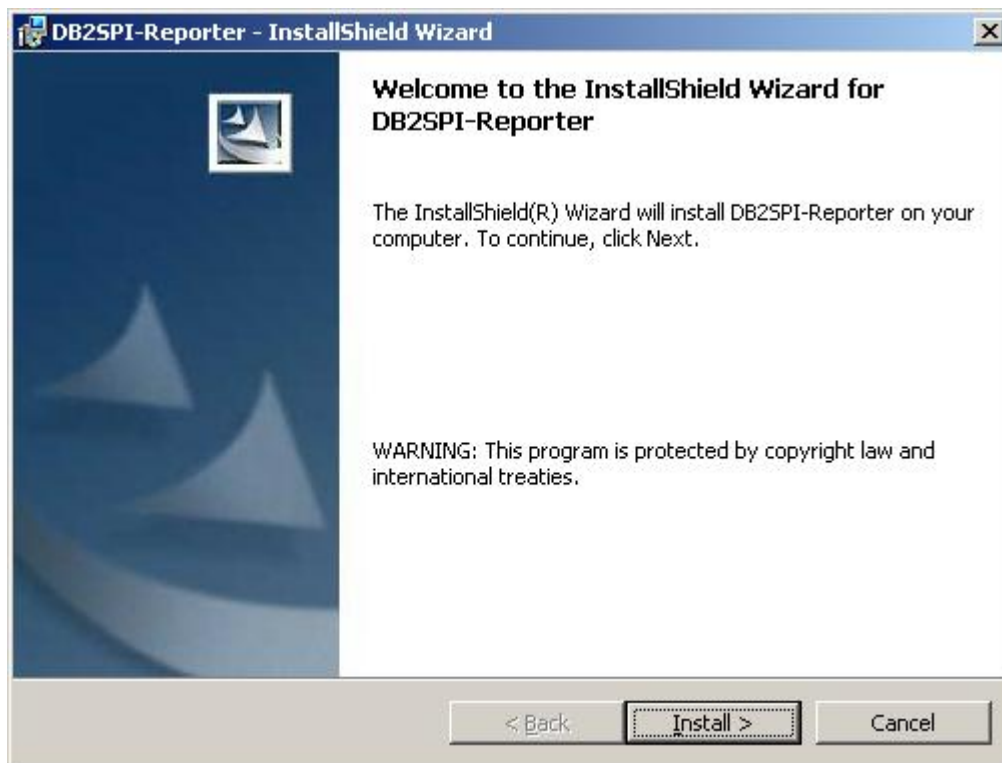 DB2SPI-Reporter - InstallShield Wizard
Welcome to the InstallShield Wizard for
DB2SPI-Reporter
The InstallShield(R) Wizard will install DB2SPI-Reporter on your
computer. To continue, click Next.
WARNING: This program is protected by copyright law and
international treaties.
< Back
Install >
Cancel